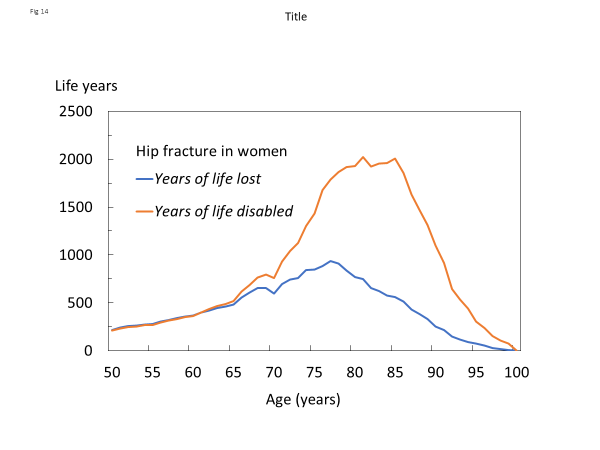 Fig 14
Title
Life years
2500
2000
1500
1000
500
0
Hip fracture in women
Years of life lost
Years of life disabled
50 55 60 65 70 75 80 85 90 95 100
Age (years)